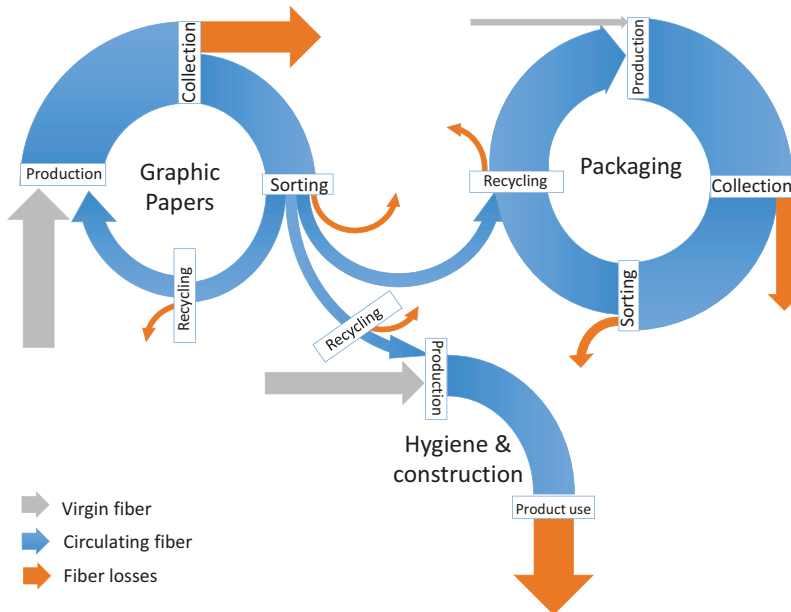 Collection
Production
Graphic
Papers
Sorting
Recycling
Production
Packaging
Recycling
Collection
Sorting
Recycling
Production
Hygiene &
construction
Product use
Virgin fiber
Circulating fiber
Fiber losses